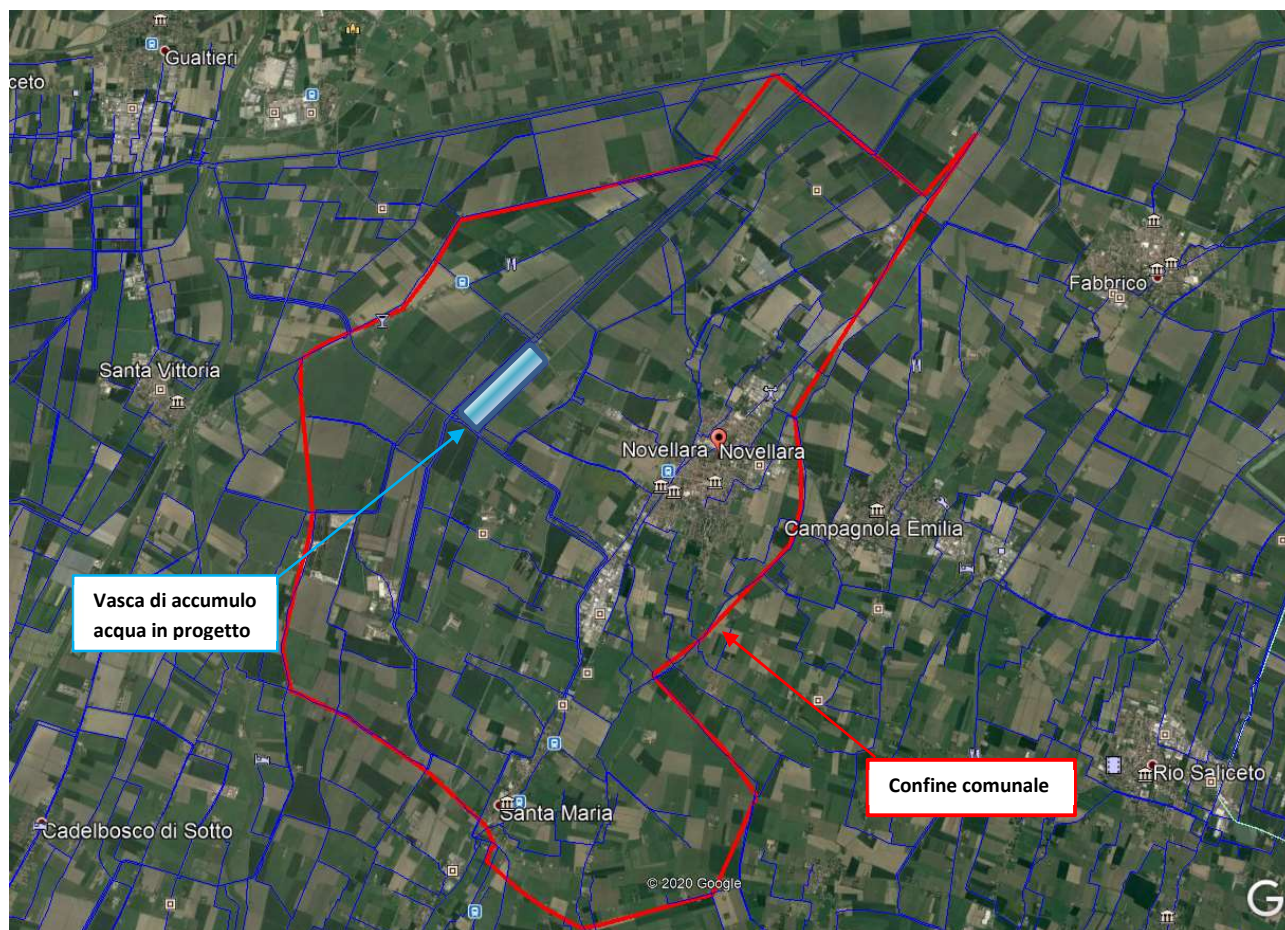 Gualtieri
ceto
Fabbrico
Santa Vittoria
Novellara
Novellara
Campagnola Emilia
Vasca di accumulo
acqua in progetto
Confine comunale
Rio Saliceto
Santa Maria
Cadelbosco di Sotto
© 2020 Google
G